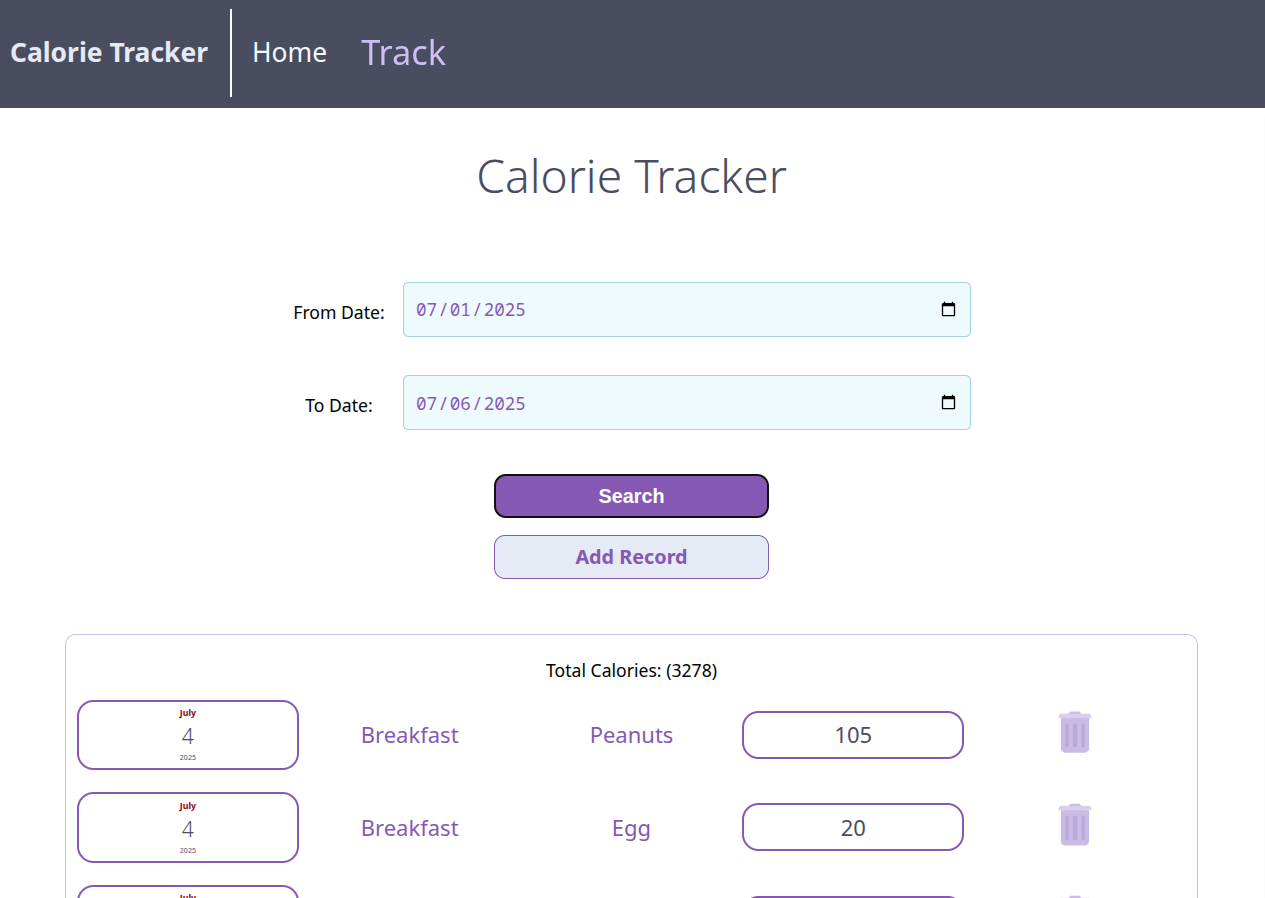 Calorie Tracker Home Track
Calorie Tracker
From Date: 07/01/2025
To Date: 07/06/2025
Search
Add Record
Total Calories: (3278)
July
4
2025
Breakfast Peanuts 105
July
4
2025
Breakfast Egg 20
July